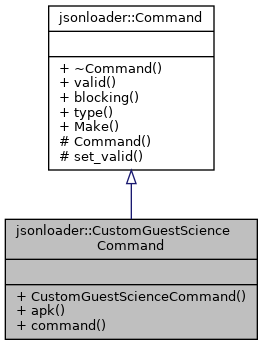 jsonloader::Command
+ ~Command()
+ valid()
+ blocking()
+ type()
+ Make()
# Command()
# set_valid()
jsonloader::CustomGuestScience
Command
+ CustomGuestScienceCommand()
+ apk()
+ command()